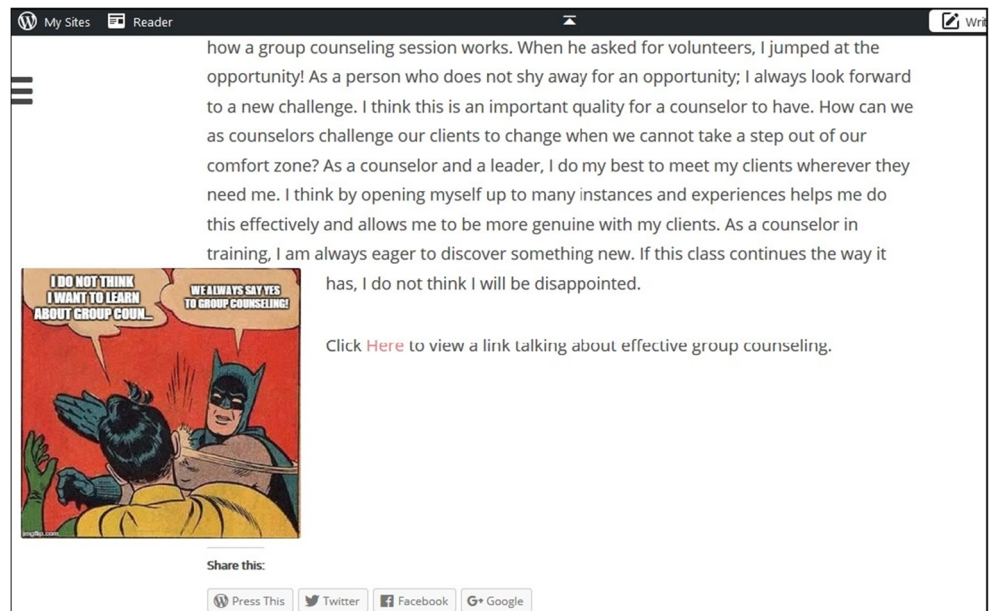 My Sites Reader
Writ
how a group counseling session works. When he asked for volunteers, I jumped at the
opportunity! As a person who does not shy away for an opportunity; I always look forward
to a new challenge. I think this is an important quality for a counselor to have. How can we
as counselors challenge our clients to change when we cannot take a step out of our
comfort zone? As a counselor and a leader, I do my best to meet my clients wherever they
need me. I think by opening myself up to many instances and experiences helps me do
this effectively and allows me to be more genuine with my clients. As a counselor in
training, I am always eager to discover something new. If this class continues the way it
has, I do not think I will be disappointed.
I DO NOT THINK
I WANT TO LEARN
ABOUT GROUP COUN...
WE ALWAYS SAY YES
TO GROUP COUNSELING!
imgflip.com
Click Here to view a link talking about effective group counseling.
Share this:
Press This Twitter Facebook G+ Google